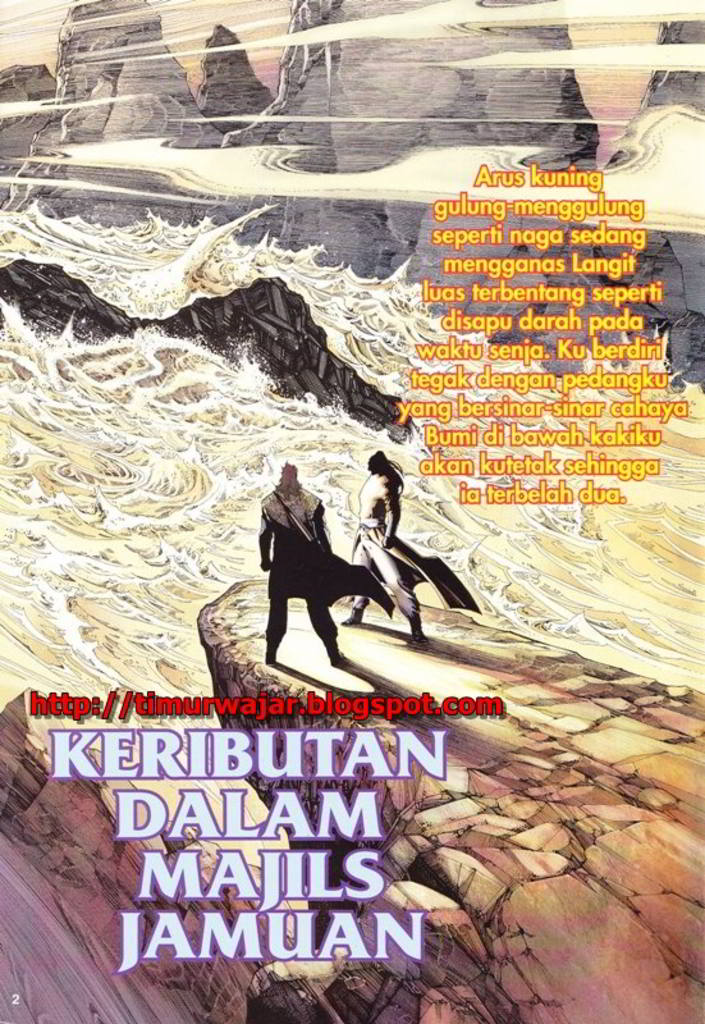 Arus kuning
gulung-menggulung
seperti naga sedang
mengganas Langit
luas terbentang seperti
disapu darah pada
waktu senja. Ku berdiri
tegak dengan pedangku
yang bersinar-sinar cahaya
Bumi di bawah kakiku
akan kutetak sehingga
ia terbelah dua.
http://timurwajar.blogspot.com
KERIBUTAN
DALAM
MAJILS
JAMUAN
2